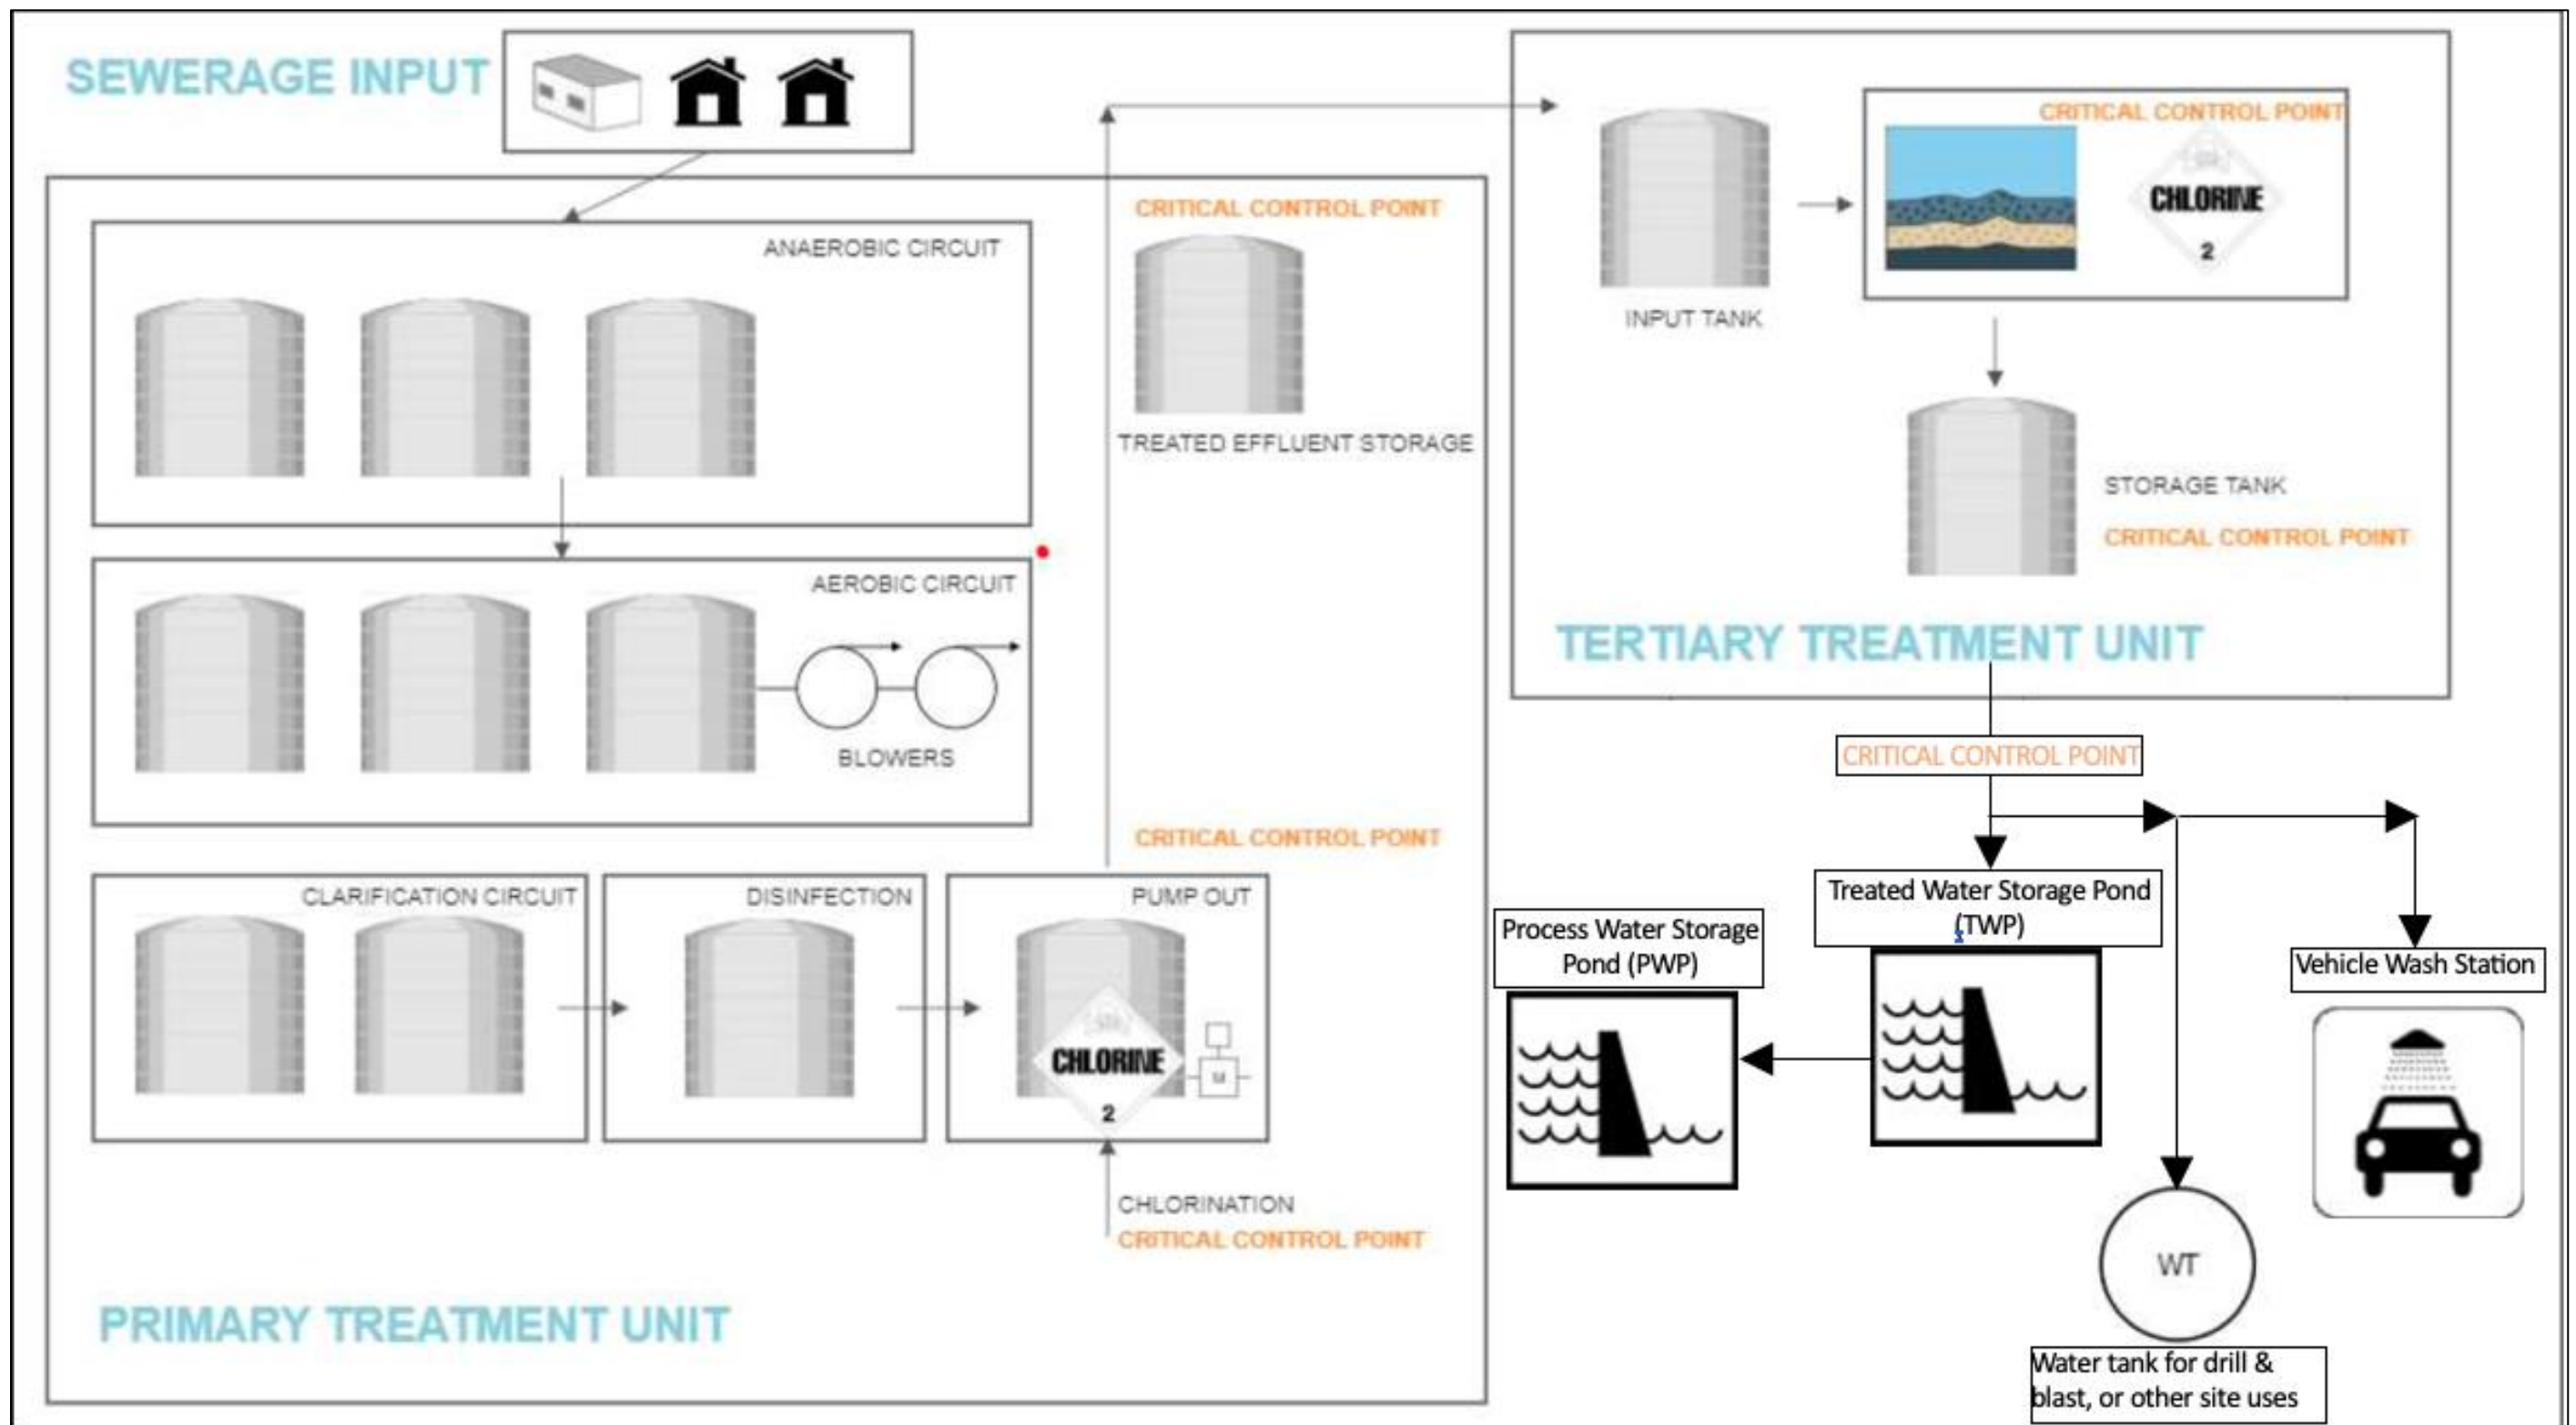 SEWERAGE INPUT
ANAEROBIC CIRCUIT
AEROBIC CIRCUIT
BLOWERS
CLARIFICATION CIRCUIT
DISINFECTION
PUMP OUT
CHLORINE
2
CHLORINATION
CRITICAL CONTROL POINT
PRIMARY TREATMENT UNIT
CRITICAL CONTROL POINT
CRITICAL CONTROL POINT
TREATED EFFLUENT STORAGE
INPUT TANK
CRITICAL CONTROL POINT
CHLORINE
2
STORAGE TANK
CRITICAL CONTROL POINT
TERTIARY TREATMENT UNIT
CRITICAL CONTROL POINT
Treated Water Storage Pond
(TWP)
Process Water Storage
Pond (PWP)
Vehicle Wash Station
WT
Water tank for drill &
blast, or other site uses